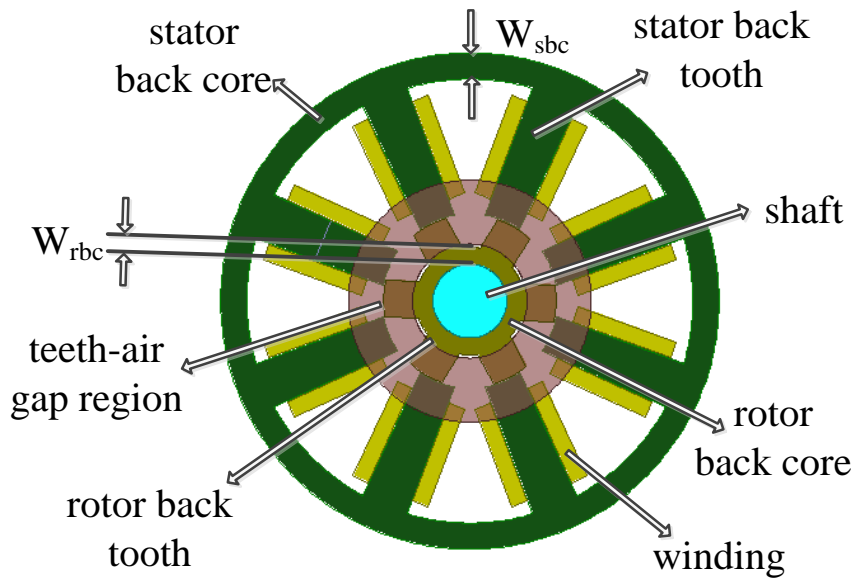 stator
back core
W_sbc
stator back
tooth
shaft
W_rbc
teeth-air
gap region
rotor
back core
rotor back
tooth
winding